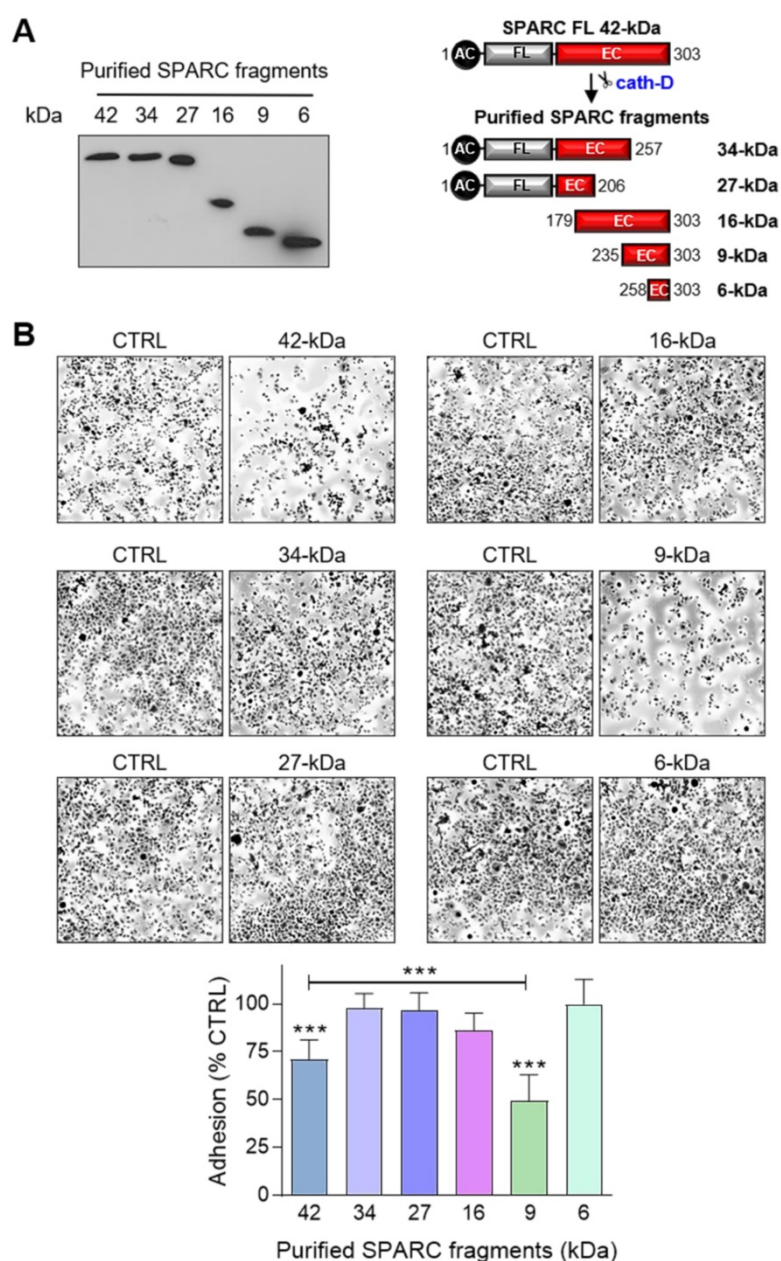 A
Purified SPARC fragments
kDa 42 34 27 16 9 6
SPARC FL 42-kDa
1 AC FL EC 303
cath-D
Purified SPARC fragments
1 AC FL EC 257 34-kDa
1 AC FL EC 206 27-kDa
179 EC 303 16-kDa
235 EC 303 9-kDa
258 EC 303 6-kDa
B
CTRL 42-kDa CTRL 16-kDa
CTRL 34-kDa CTRL 9-kDa
CTRL 27-kDa CTRL 6-kDa
Adhesion (% CTRL)
100
75
50
25
0
***
***
***
42 34 27 16 9 6
Purified SPARC fragments (kDa)